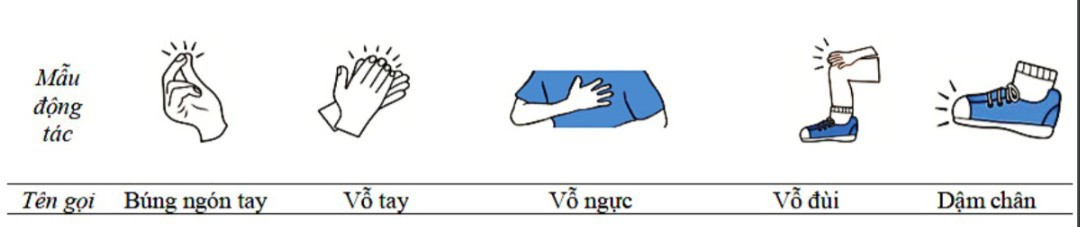 Mẫu
động
tác
Tên gọi Búng ngón tay Vỗ tay Vỗ ngực Vỗ đùi Dậm chân